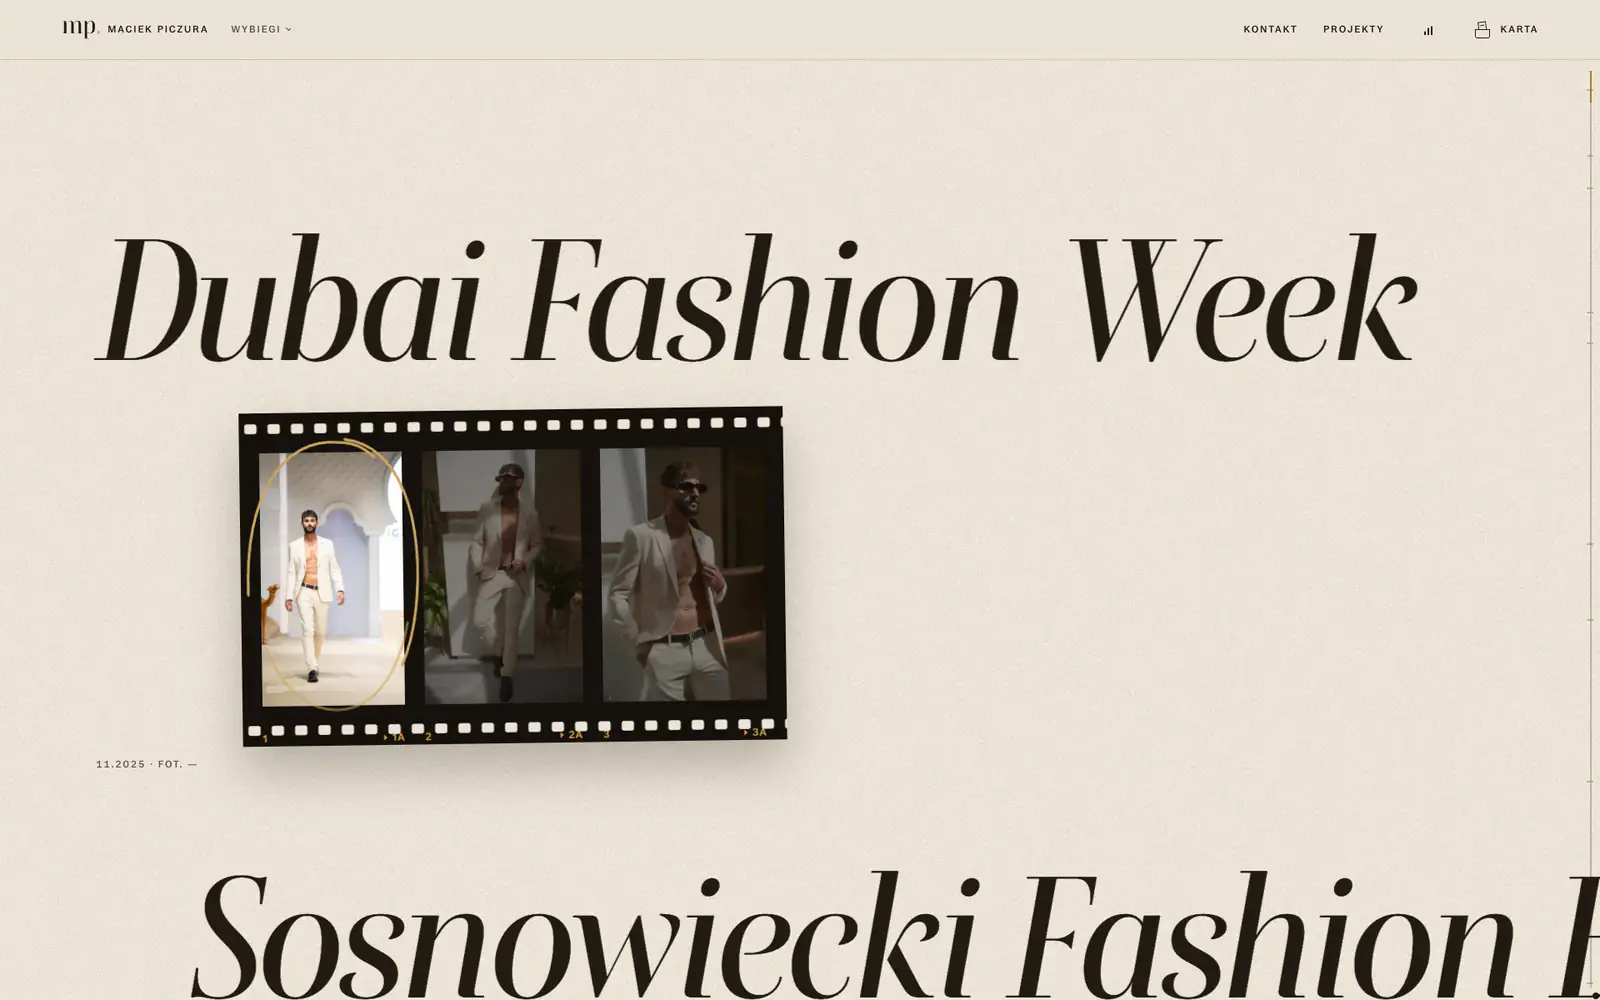 mp. MACIEK PICZURA WYBIEGI KONTAKT PROJEKTY KARTA
Dubai Fashion Week
1 1A 2 2A 3 3A
11.2025 · FOT. —
Sosnowiecki Fashion